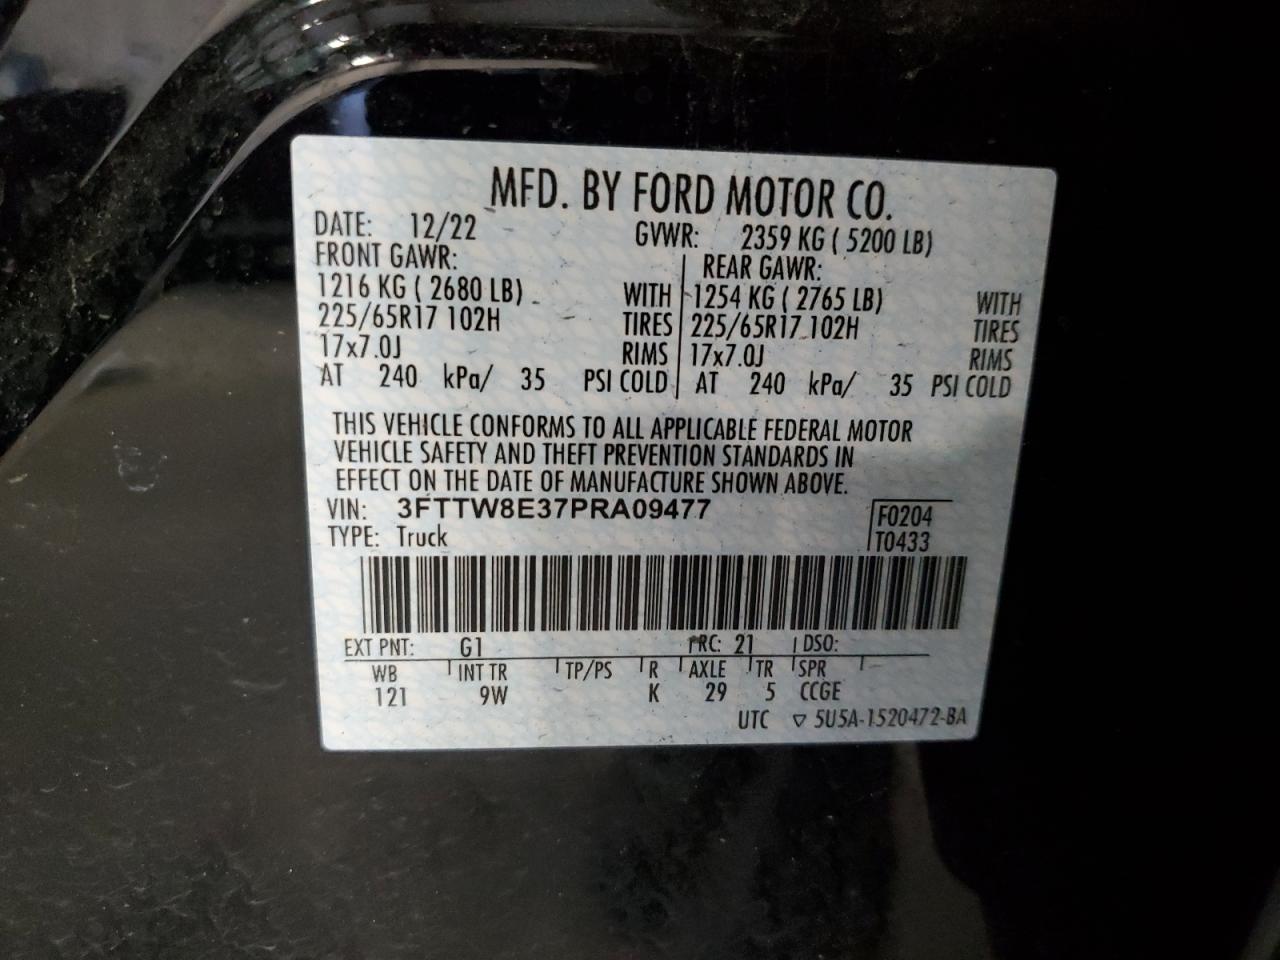 MFD. BY FORD MOTOR CO.
DATE: 12/22 GVWR: 2359 KG ( 5200 LB)
FRONT GAWR: REAR GAWR:
1216 KG ( 2680 LB) WITH 1254 KG ( 2765 LB) WITH
225/65R17 102H TIRES 225/65R17 102H TIRES
17x7.0J RIMS 17x7.0J RIMS
AT 240 kPa/ 35 PSI COLD AT 240 kPa/ 35 PSI COLD
THIS VEHICLE CONFORMS TO ALL APPLICABLE FEDERAL MOTOR
VEHICLE SAFETY AND THEFT PREVENTION STANDARDS IN
EFFECT ON THE DATE OF MANUFACTURE SHOWN ABOVE.
VIN: 3FTTW8E37PRA09477 F0204
TYPE: Truck T0433
EXT PNT: G1 PRC: 21 DSO:
WB INT TR TP/PS R AXLE TR SPR
121 9W K 29 5 CCGE
UTC ▽ 5U5A-1520472-BA